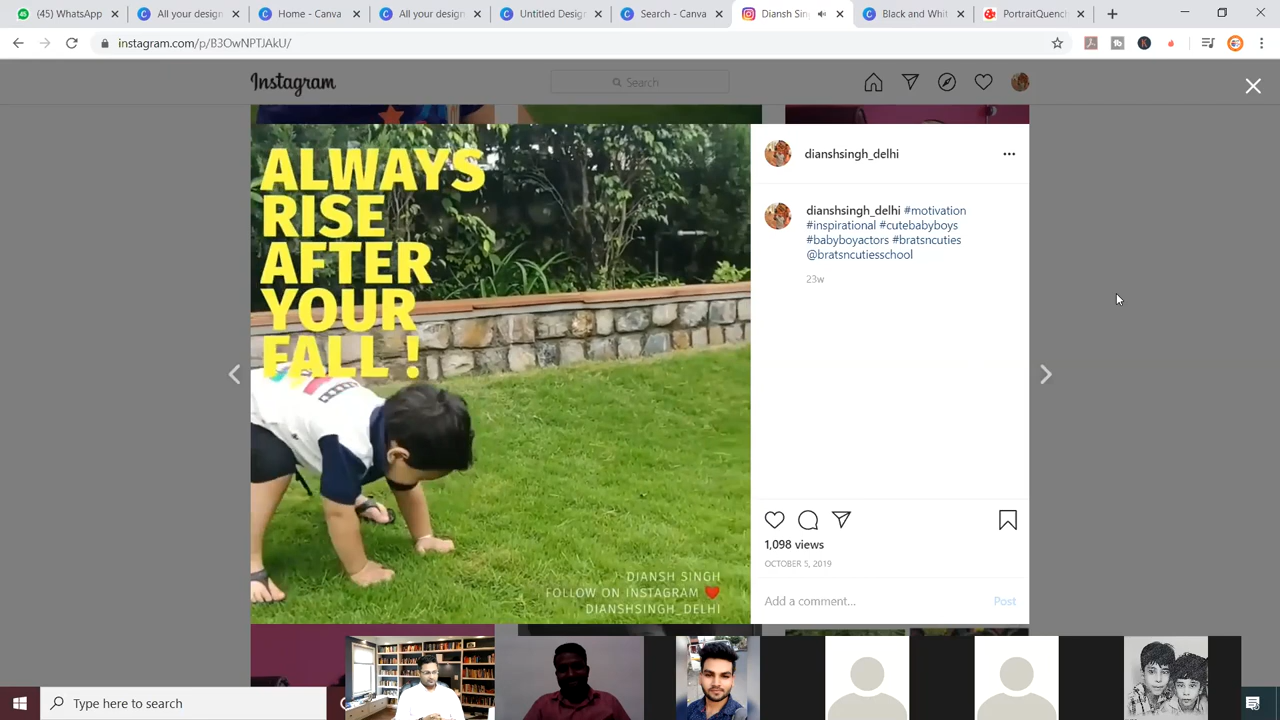 (45) WhatsApp
All your design
Home - Canva
All your design
Untitled Desig
Search - Canva
Diansh Sin
Black and Whit
PortraitQuench
instagram.com/p/B3OwNPTJAkU/
Instagram
Search
ALWAYS
RISE
AFTER
YOUR
FALL !
DIANSH SINGH
FOLLOW ON INSTAGRAM
DIANSHSINGH_DELHI
dianshsingh_delhi
dianshsingh_delhi #motivation
#inspirational #cutebabyboys
#babyboyactors #bratsncuties
@bratsncutiesschool
23w
1,098 views
OCTOBER 5, 2019
Add a comment...
Post
Type here to search